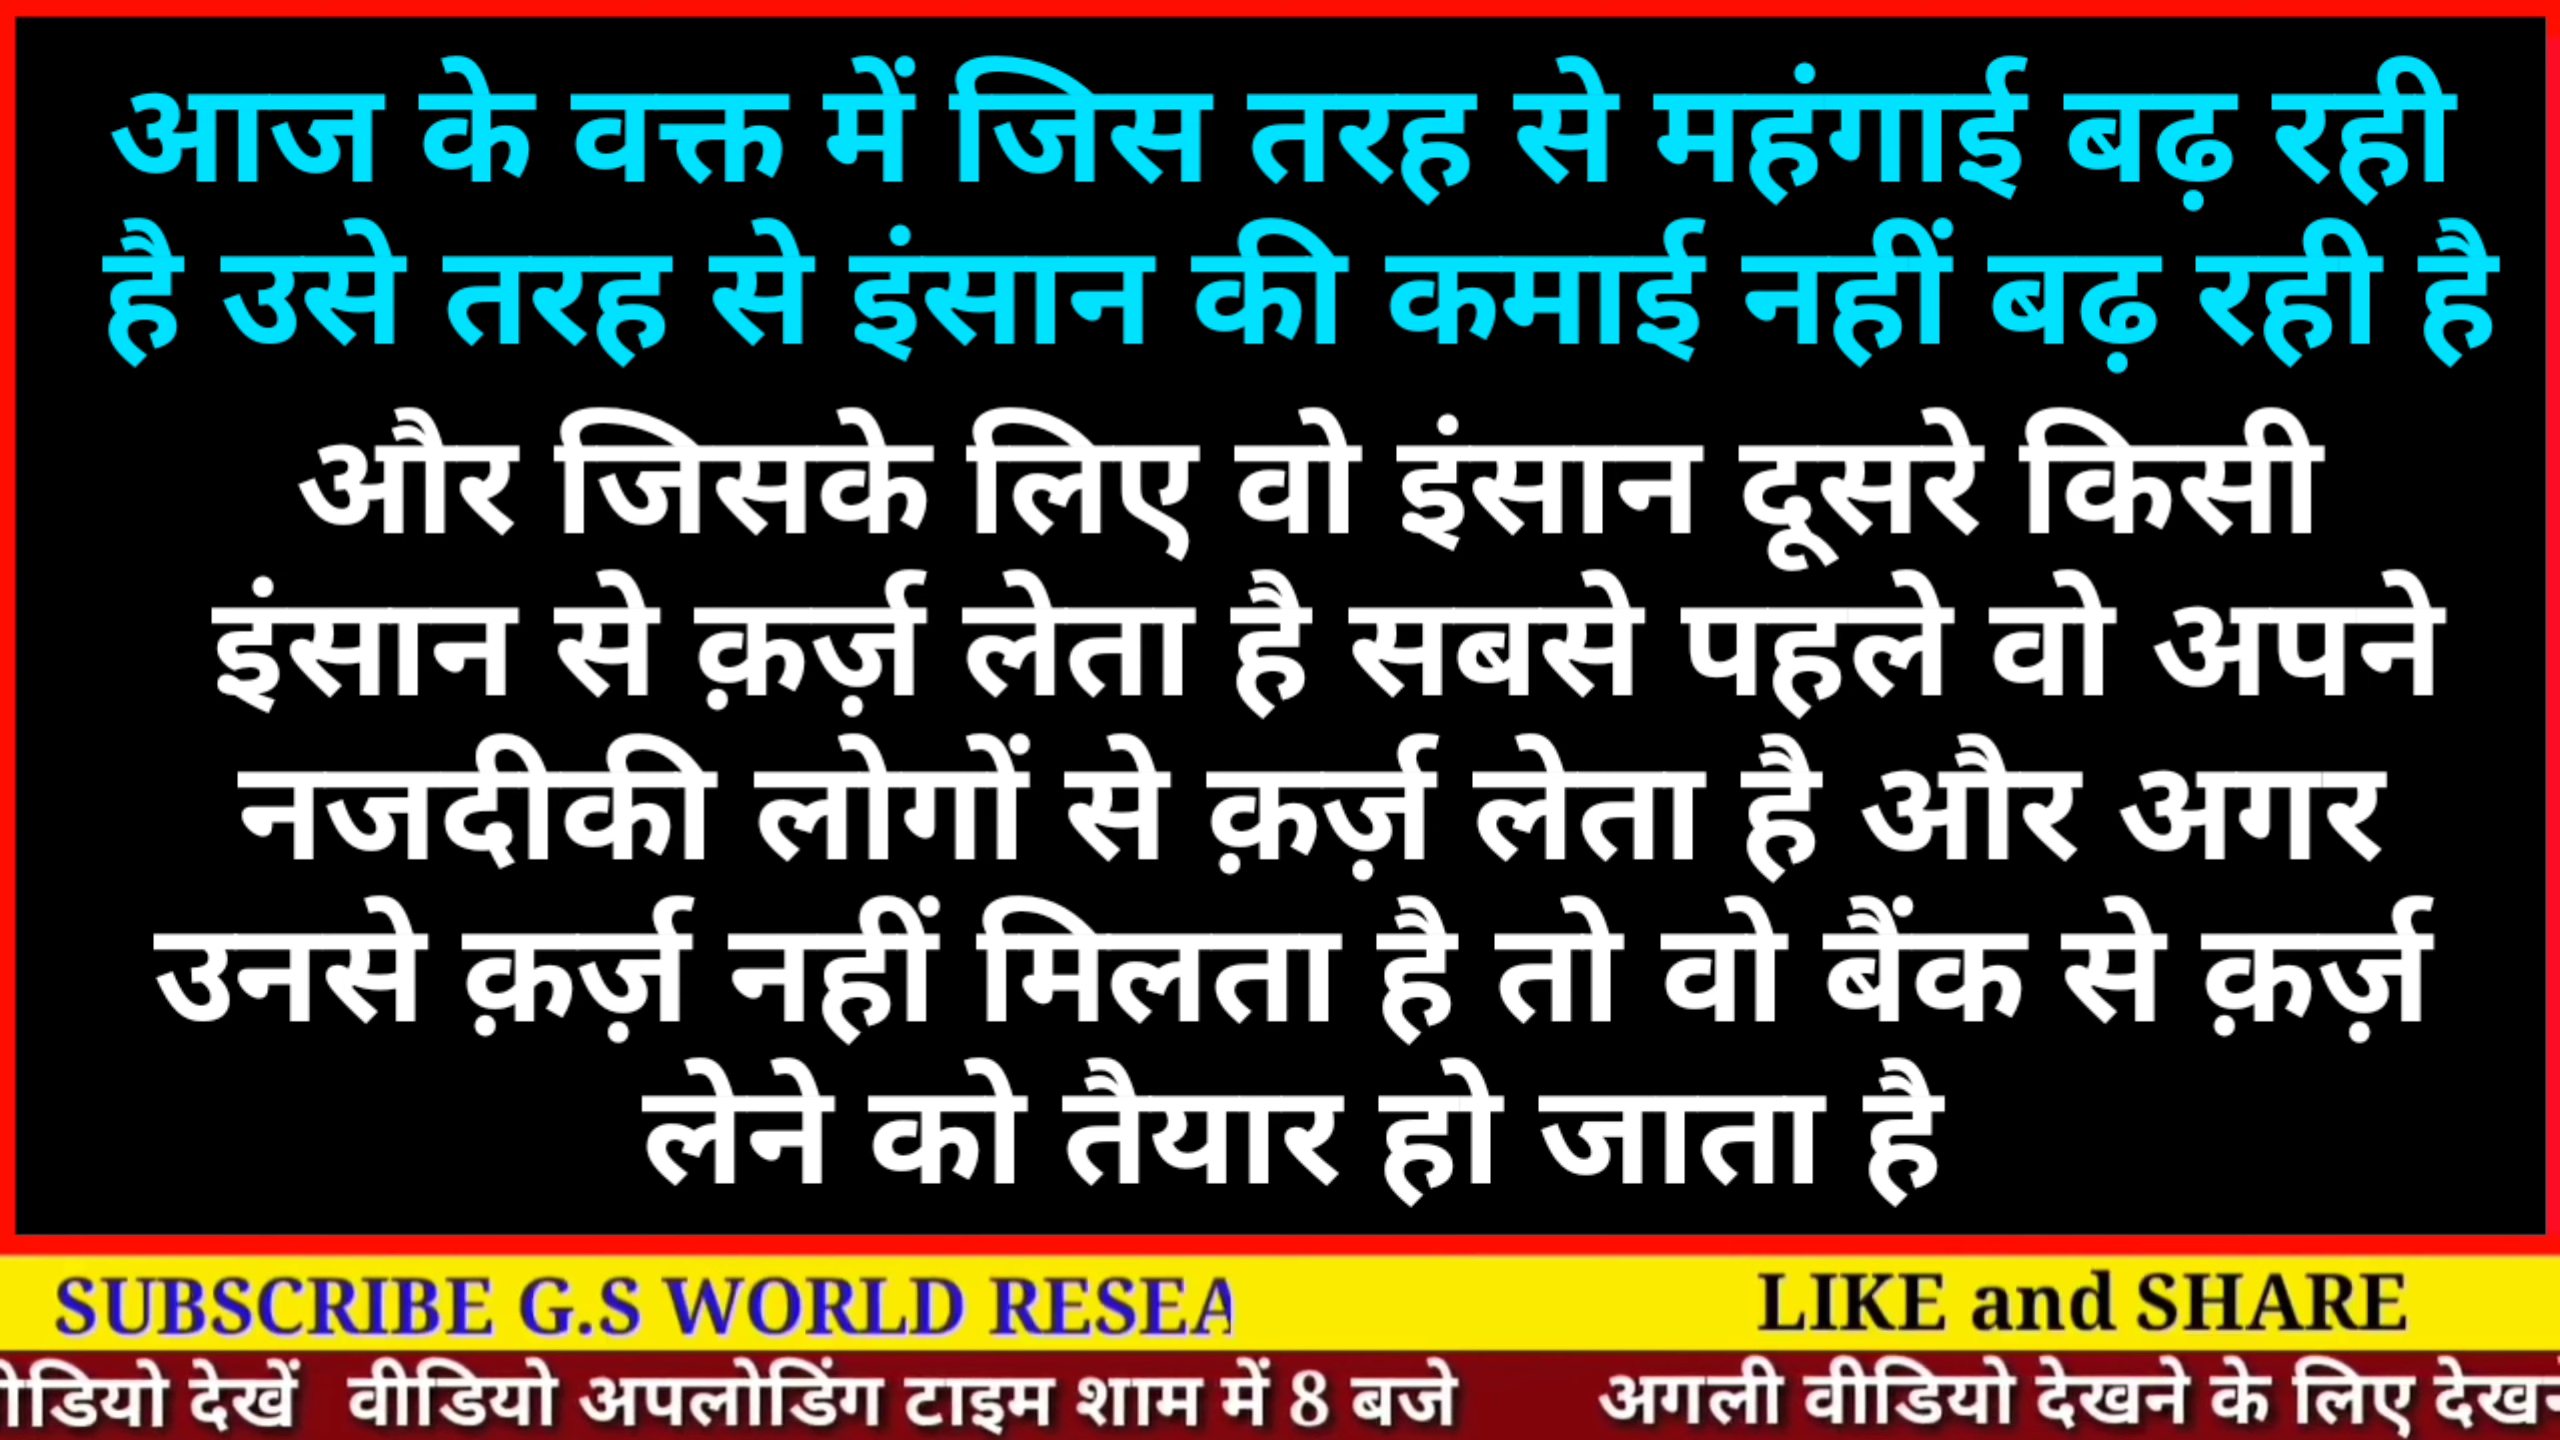 आज के वक्त में जिस तरह से महंगाई बढ़ रही
है उसे तरह से इंसान की कमाई नहीं बढ़ रही है
और जिसके लिए वो इंसान दूसरे किसी
इंसान से क़र्ज़ लेता है सबसे पहले वो अपने
नजदीकी लोगों से क़र्ज़ लेता है और अगर
उनसे क़र्ज़ नहीं मिलता है तो वो बैंक से क़र्ज़
लेने को तैयार हो जाता है
SUBSCRIBE G.S WORLD RESEA LIKE and SHARE
देखें वीडियो अपलोडिंग टाइम शाम में 8 बजे अगली वीडियो देखने के लिए